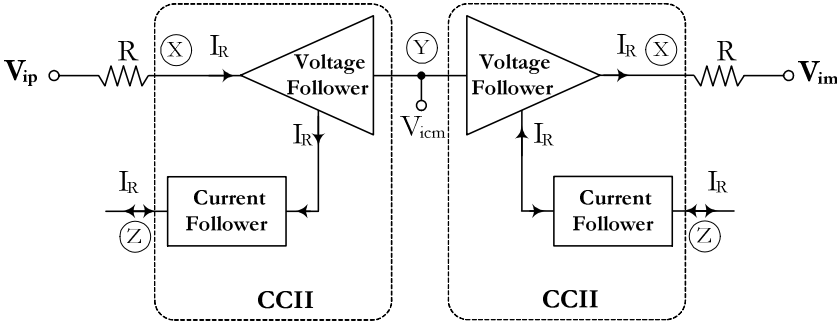 V_ip
R
X
I_R
Voltage
Follower
I_R
Current
Follower
I_R
Z
CCII
Y
V_icm
Voltage
Follower
I_R
X
R
V_im
I_R
Current
Follower
I_R
Z
CCII